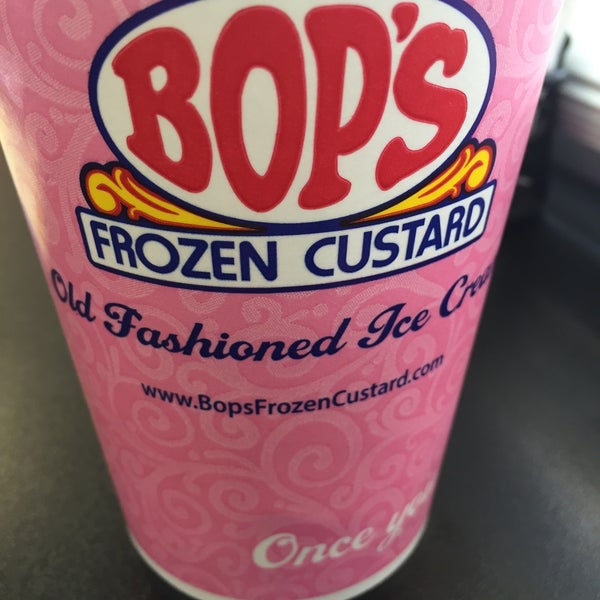 BOP'S
FROZEN CUSTARD
Old Fashioned Ice
www.BopsFrozenCustard.com
Once